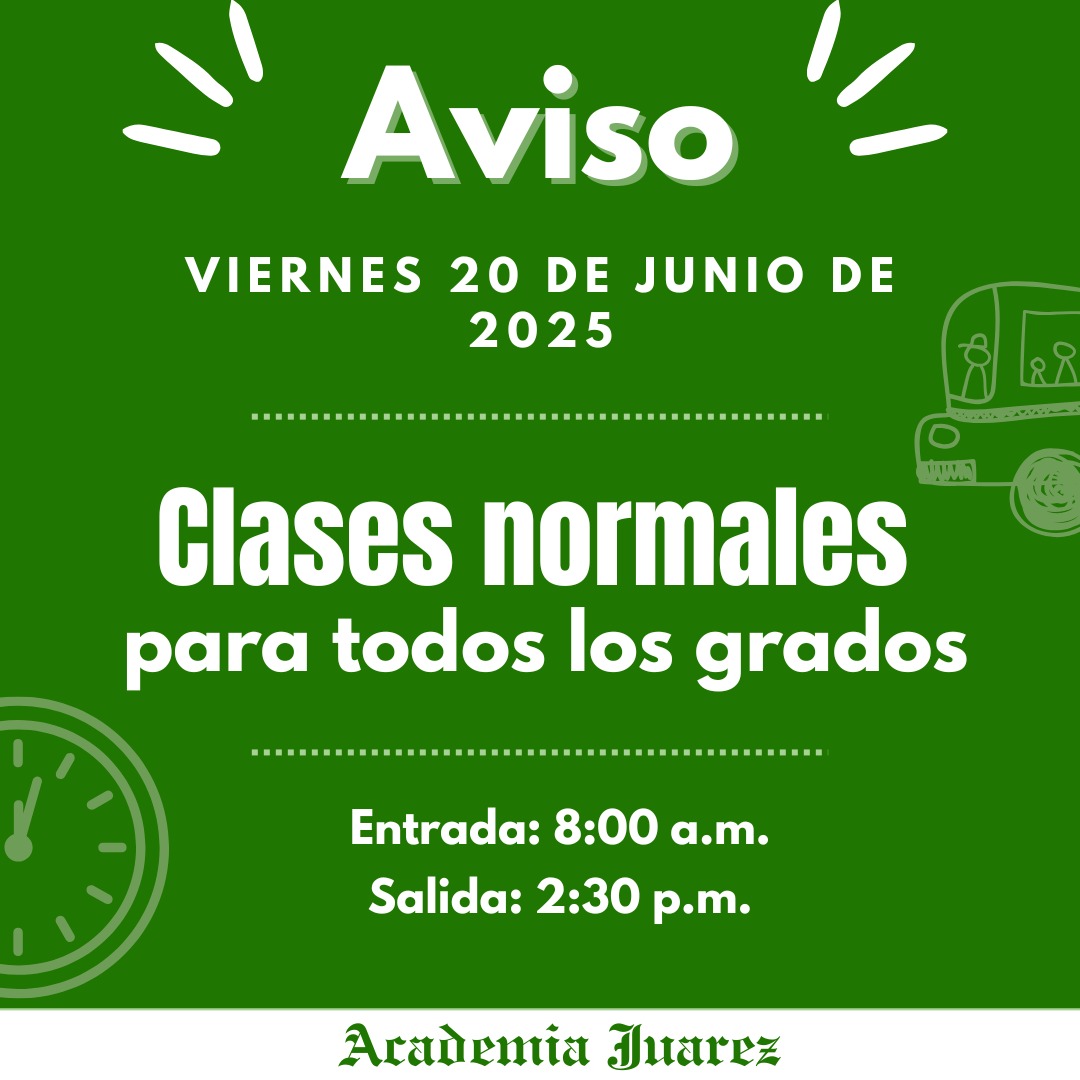 Aviso
VIERNES 20 DE JUNIO DE
2025
Clases normales
para todos los grados
Entrada: 8:00 a.m.
Salida: 2:30 p.m.
Academia Juarez